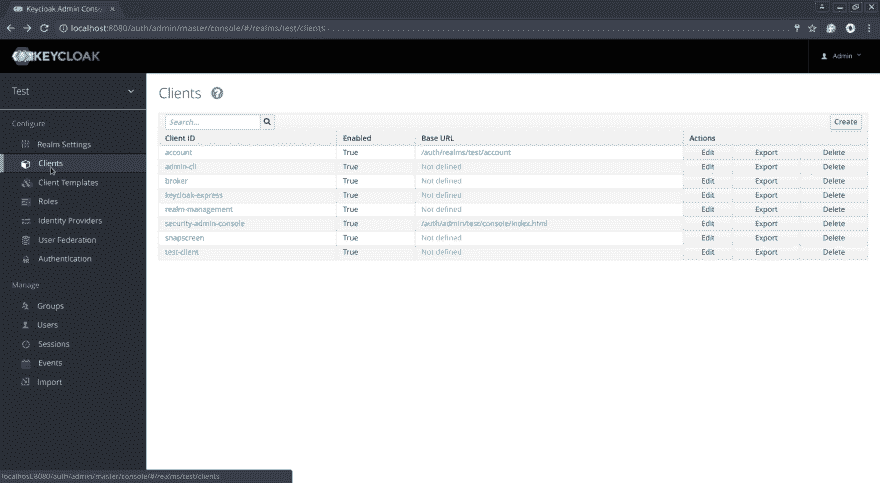 Keycloak Admin Cons
localhost:8080/auth/admin/master/console/#/realms/test/clients
KEYCLOAK
Admin
Test
Configure
Realm Settings
Clients
Client Templates
Roles
Identity Providers
User Federation
Authentication
Manage
Groups
Users
Sessions
Events
Import
Clients
Search...
Create
Client ID Enabled Base URL Actions
account True /auth/realms/test/account Edit Export Delete
admin-cli True Not defined Edit Export Delete
broker True Not defined Edit Export Delete
keycloak-express True Not defined Edit Export Delete
realm-management True Not defined Edit Export Delete
security-admin-console True /auth/admin/test/console/index.html Edit Export Delete
snapscreen True Not defined Edit Export Delete
test-client True Not defined Edit Export Delete
localhost:8080/auth/admin/master/console/#/realms/test/clients